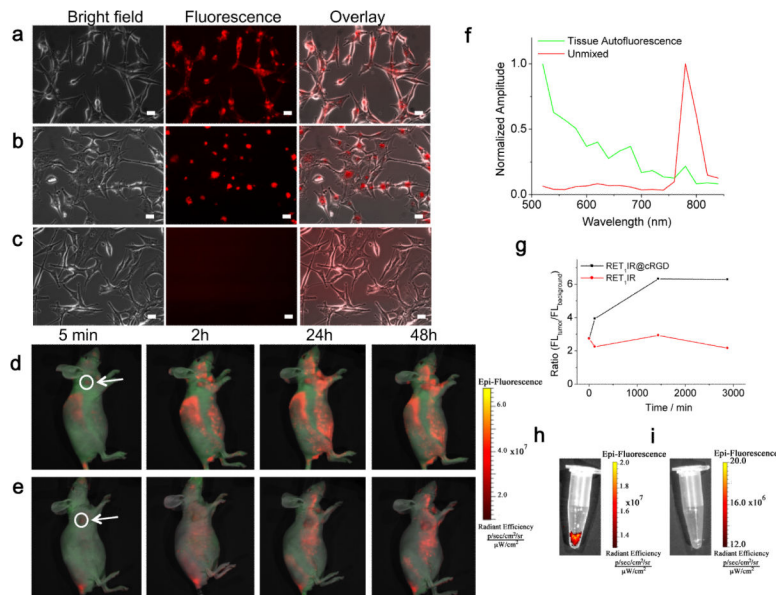 Bright field Fluorescence Overlay
a
b
c
5 min 2h 24h 48h
d
e
Epi-Fluorescence
6.0
4.0 x10⁷
2.0
Radiant Efficiency
p/sec/cm²/sr
µW/cm²
f
Tissue Autofluorescence
Unmixed
Normalized Amplitude
1.0
0.5
0.0
500 600 700 800
Wavelength (nm)
g
RET₁IR@cRGD
RET₁IR
Ratio (FLtumor/FLbackground)
6
4
2
0
0 1000 2000 3000
Time / min
h
Epi-Fluorescence
2.0
1.8
x10⁷
1.6
1.4
Radiant Efficiency
p/sec/cm²/sr
µW/cm²
i
Epi-Fluorescence
20.0
16.0 x10⁶
12.0
Radiant Efficiency
p/sec/cm²/sr
µW/cm²